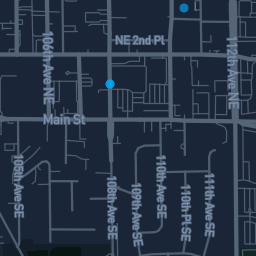 NE 2nd Pl
106th Ave NE
112th Ave NE
Main St
105th Ave SE
108th Ave SE
109th Ave SE
110th Ave SE
110th Pl SE
111th Ave SE